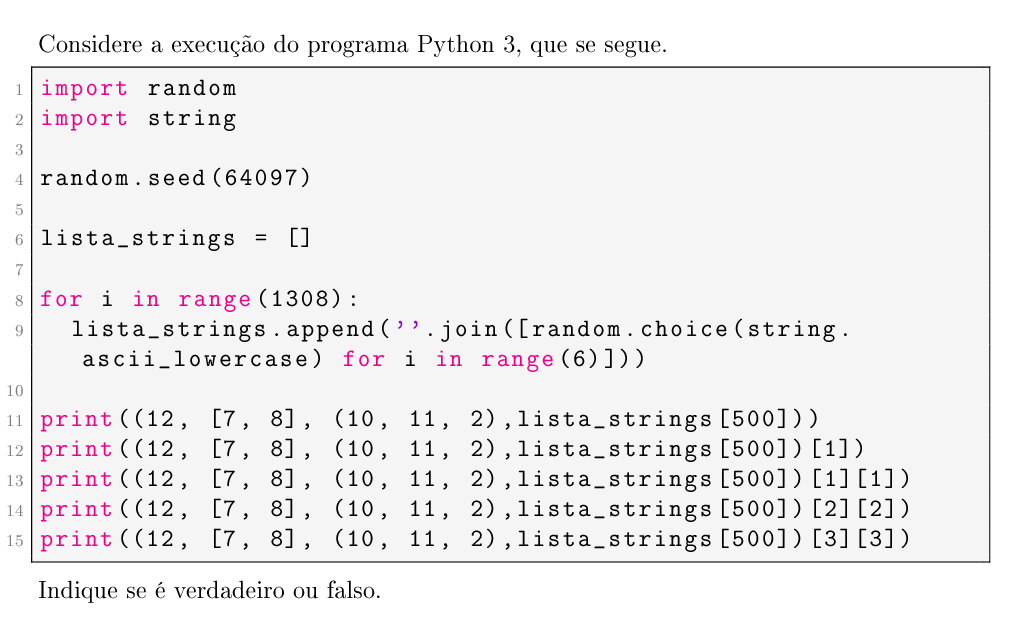 Considere a execução do programa Python 3, que se segue.
1 import random
2 import string
3
4 random.seed(64097)
5
6 lista_strings = []
7
8 for i in range(1308):
9 lista_strings.append(''.join([random.choice(string.
ascii_lowercase) for i in range(6)]))
10
11 print((12, [7, 8], (10, 11, 2),lista_strings[500]))
12 print((12, [7, 8], (10, 11, 2),lista_strings[500])[1])
13 print((12, [7, 8], (10, 11, 2),lista_strings[500])[1][1])
14 print((12, [7, 8], (10, 11, 2),lista_strings[500])[2][2])
15 print((12, [7, 8], (10, 11, 2),lista_strings[500])[3][3])
Indique se é verdadeiro ou falso.